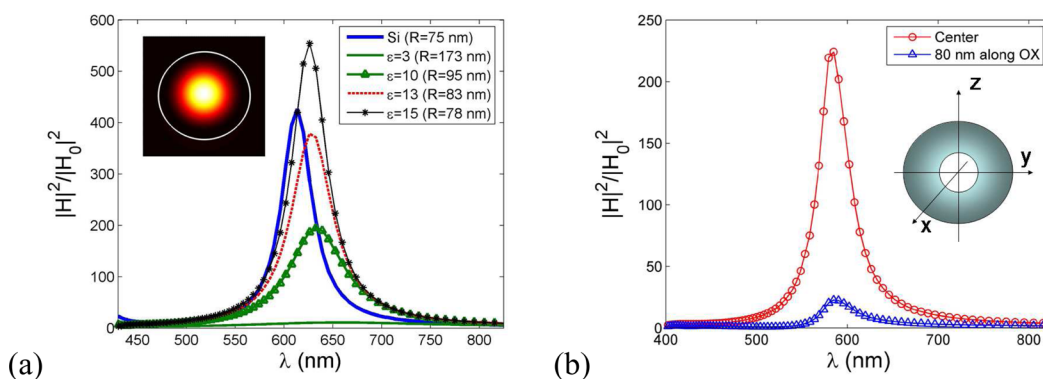 600
500
400
300
200
100
0
|H|²/|H₀|²
450
500
550
600
650
700
750
800
λ (nm)
Si (R=75 nm)
ε=3 (R=173 nm)
ε=10 (R=95 nm)
ε=13 (R=83 nm)
ε=15 (R=78 nm)
(a)
250
200
150
100
50
0
|H|²/|H₀|²
400
500
600
700
800
λ (nm)
Center
80 nm along OX
z
y
x
(b)